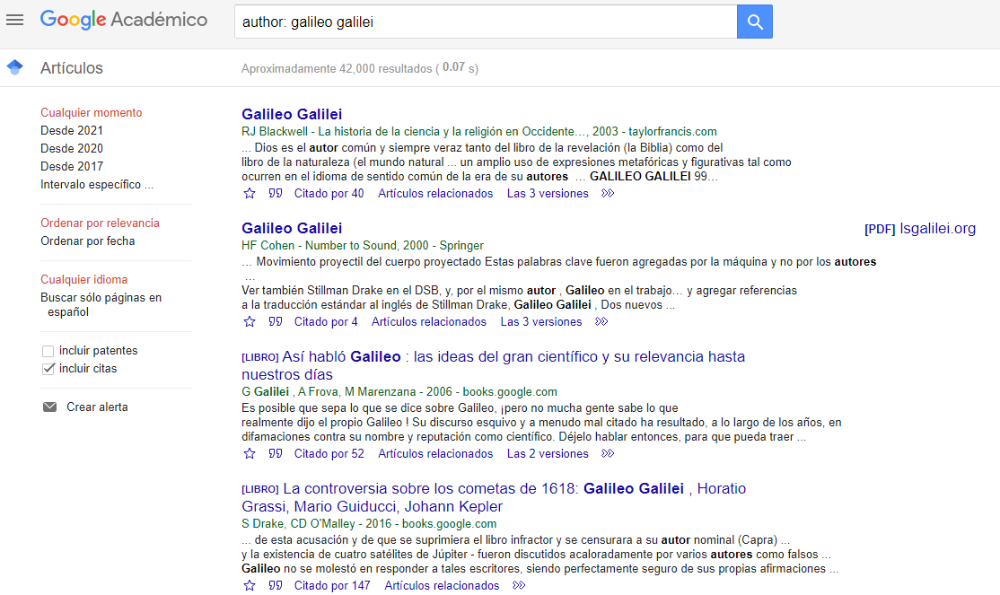 Google Académico
author: galileo galilei
Artículos
Aproximadamente 42,000 resultados ( 0.07 s)
Cualquier momento
Desde 2021
Desde 2020
Desde 2017
Intervalo específico ...
Ordenar por relevancia
Ordenar por fecha
Cualquier idioma
Buscar sólo páginas en
español
incluir patentes
incluir citas
Crear alerta
Galileo Galilei
RJ Blackwell - La historia de la ciencia y la religión en Occidente…, 2003 - taylorfrancis.com
... Dios es el autor común y siempre veraz tanto del libro de la revelación (la Biblia) como del
libro de la naturaleza (el mundo natural ... un amplio uso de expresiones metafóricas y figurativas tal como
ocurren en el idioma de sentido común de la era de su autores ... GALILEO GALILEI 99…
Citado por 40 Artículos relacionados Las 3 versiones
Galileo Galilei
[PDF] lsgalilei.org
HF Cohen - Number to Sound, 2000 - Springer
… Movimiento proyectil del cuerpo proyectado Estas palabras clave fueron agregadas por la máquina y no por los autores
…
Ver también Stillman Drake en el DSB, y, por el mismo autor , Galileo en el trabajo… y agregar referencias
a la traducción estándar al inglés de Stillman Drake, Galileo Galilei , Dos nuevos ...
Citado por 4 Artículos relacionados Las 3 versiones
[LIBRO] Así habló Galileo : las ideas del gran científico y su relevancia hasta
nuestros días
G Galilei , A Frova, M Marenzana - 2006 - books.google.com
Es posible que sepa lo que se dice sobre Galileo, ¡pero no mucha gente sabe lo que
realmente dijo el propio Galileo ! Su discurso esquivo y a menudo mal citado ha resultado, a lo largo de los años, en
difamaciones contra su nombre y reputación como científico. Déjelo hablar entonces, para que pueda traer ...
Citado por 52 Artículos relacionados Las 2 versiones
[LIBRO] La controversia sobre los cometas de 1618: Galileo Galilei , Horatio
Grassi, Mario Guiducci, Johann Kepler
S Drake, CD O'Malley - 2016 - books.google.com
... de esta acusación y de que se suprimiera el libro infractor y se censurara a su autor nominal (Capra) ...
y la existencia de cuatro satélites de Júpiter - fueron discutidos acaloradamente por varios autores como falsos ...
Galileo no se molestó en responder a tales escritores, siendo perfectamente seguro de sus propias afirmaciones ...
Citado por 147 Artículos relacionados